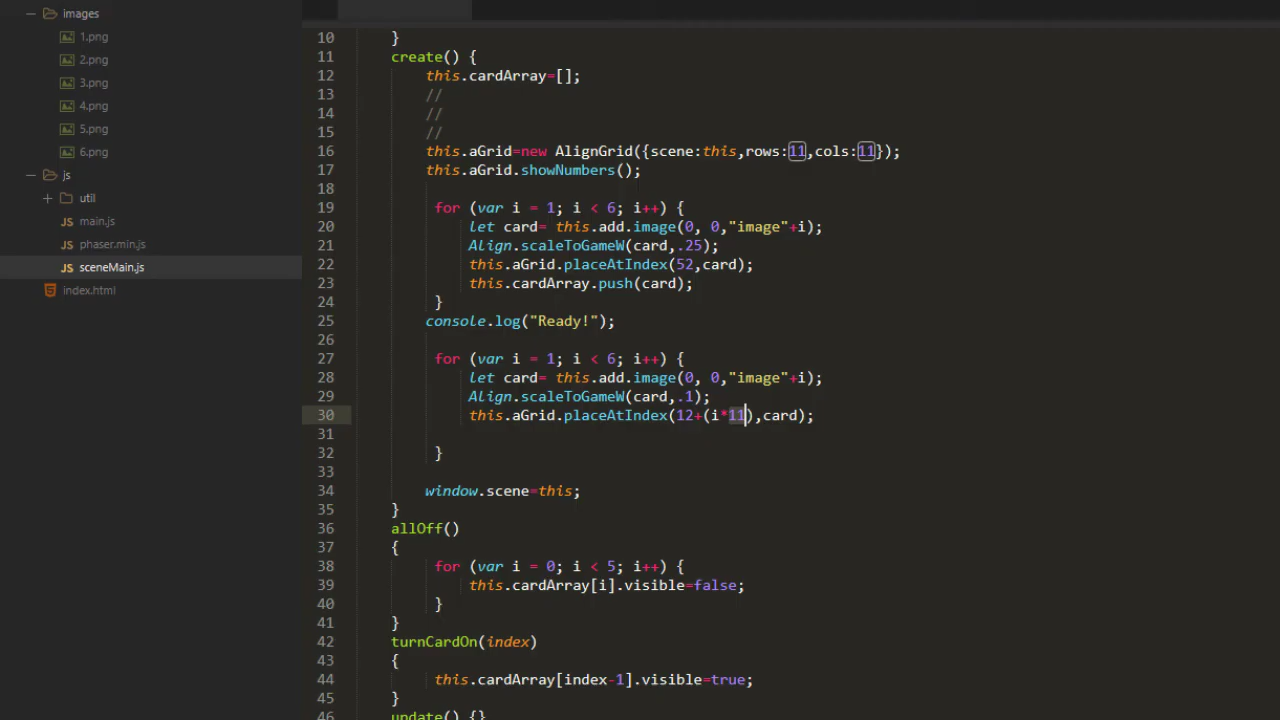 images
1.png
2.png
3.png
4.png
5.png
6.png
js
util
JS main.js
JS phaser.min.js
JS sceneMain.js
5 index.html
10 }
11 create() {
12 this.cardArray=[];
13 //
14 //
15 //
16 this.aGrid=new AlignGrid({scene:this,rows:11,cols:11});
17 this.aGrid.showNumbers();
18
19 for (var i = 1; i < 6; i++) {
20 let card= this.add.image(0, 0,"image"+i);
21 Align.scaleToGameW(card,.25);
22 this.aGrid.placeAtIndex(52,card);
23 this.cardArray.push(card);
24 }
25 console.log("Ready!");
26
27 for (var i = 1; i < 6; i++) {
28 let card= this.add.image(0, 0,"image"+i);
29 Align.scaleToGameW(card,.1);
30 this.aGrid.placeAtIndex(12+(i*11),card);
31
32 }
33
34 window.scene=this;
35 }
36 allOff()
37 {
38 for (var i = 0; i < 5; i++) {
39 this.cardArray[i].visible=false;
40 }
41 }
42 turnCardOn(index)
43 {
44 this.cardArray[index-1].visible=true;
45 }
46 update() {}